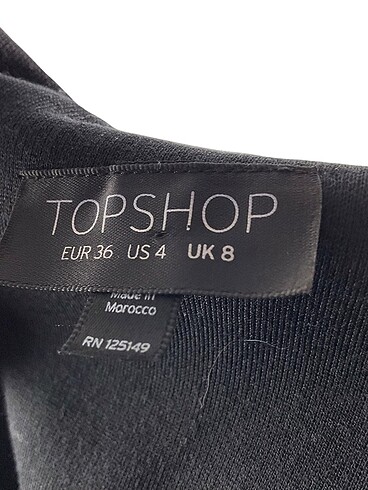 TOPSHOP
EUR 36 US 4 UK 8
Made in
Morocco
RN 125149